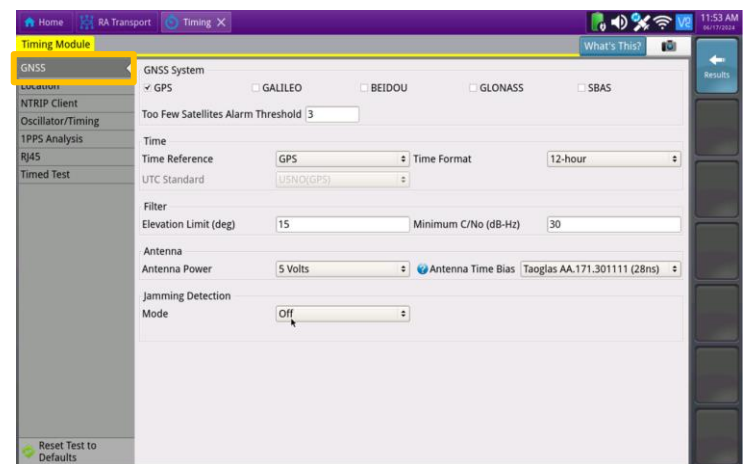 Home RA Transport Timing X 11:53 AM
06/17/2024
Timing Module What's This?
Results
GNSS
Location
NTRIP Client
Oscillator/Timing
1PPS Analysis
RJ45
Timed Test
GNSS System
GPS GALILEO BEIDOU GLONASS SBAS
Too Few Satellites Alarm Threshold 3
Time
Time Reference GPS Time Format 12-hour
UTC Standard USNO(GPS)
Filter
Elevation Limit (deg) 15 Minimum C/No (dB-Hz) 30
Antenna
Antenna Power 5 Volts Antenna Time Bias Taoglas AA.171.301111 (28ns)
Jamming Detection
Mode Off
Reset Test to
Defaults